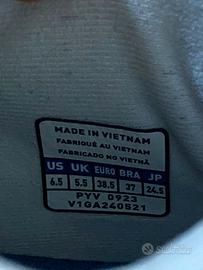 MADE IN VIETNAM
FABRIQUÉ AU VIETNAM
FABRICADO NO VIETNÃ
US UK EURO BRA JP
6.5 5.5 38.5 37 24.5
PYV 0923
V1GA240521
subito